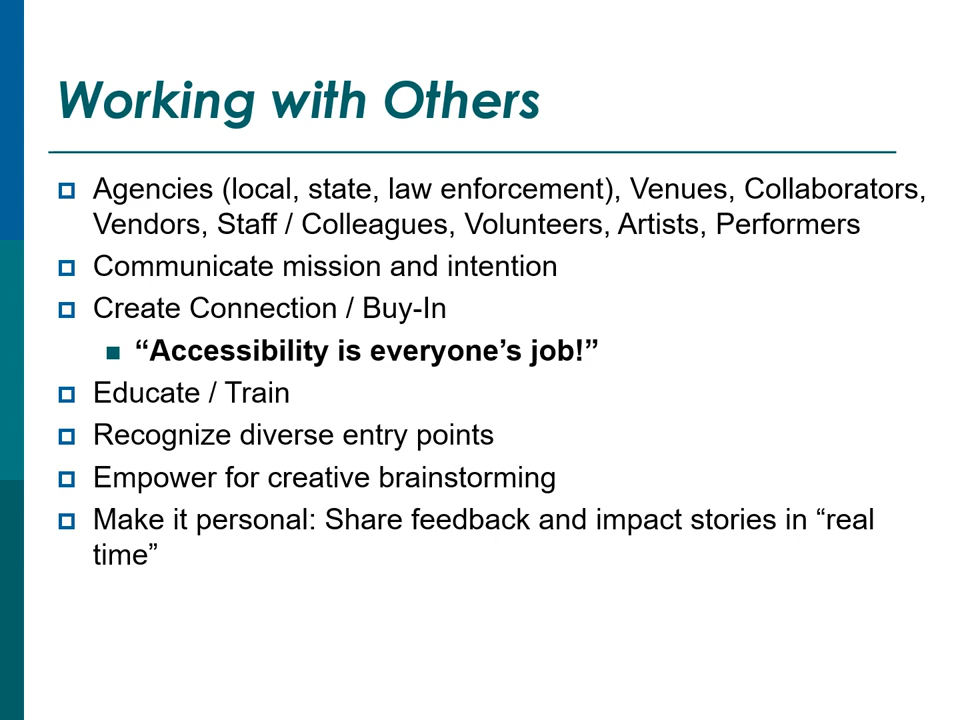 Working with Others
Agencies (local, state, law enforcement), Venues, Collaborators,
Vendors, Staff / Colleagues, Volunteers, Artists, Performers
Communicate mission and intention
Create Connection / Buy-In
“Accessibility is everyone’s job!”
Educate / Train
Recognize diverse entry points
Empower for creative brainstorming
Make it personal: Share feedback and impact stories in “real
time”